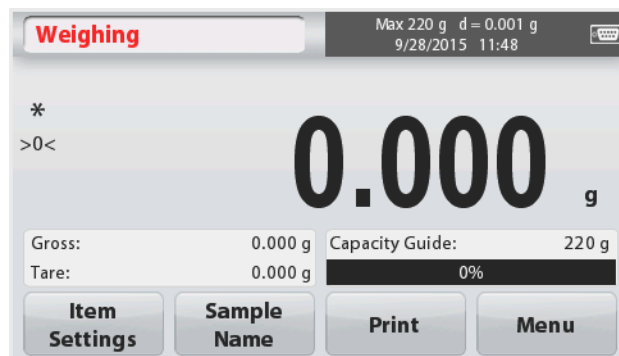 Weighing
Max 220 g d = 0.001 g
9/28/2015 11:48
*
>0<
0.000 g
Gross: 0.000 g
Tare: 0.000 g
Capacity Guide: 220 g
0%
Item
Settings
Sample
Name
Print
Menu